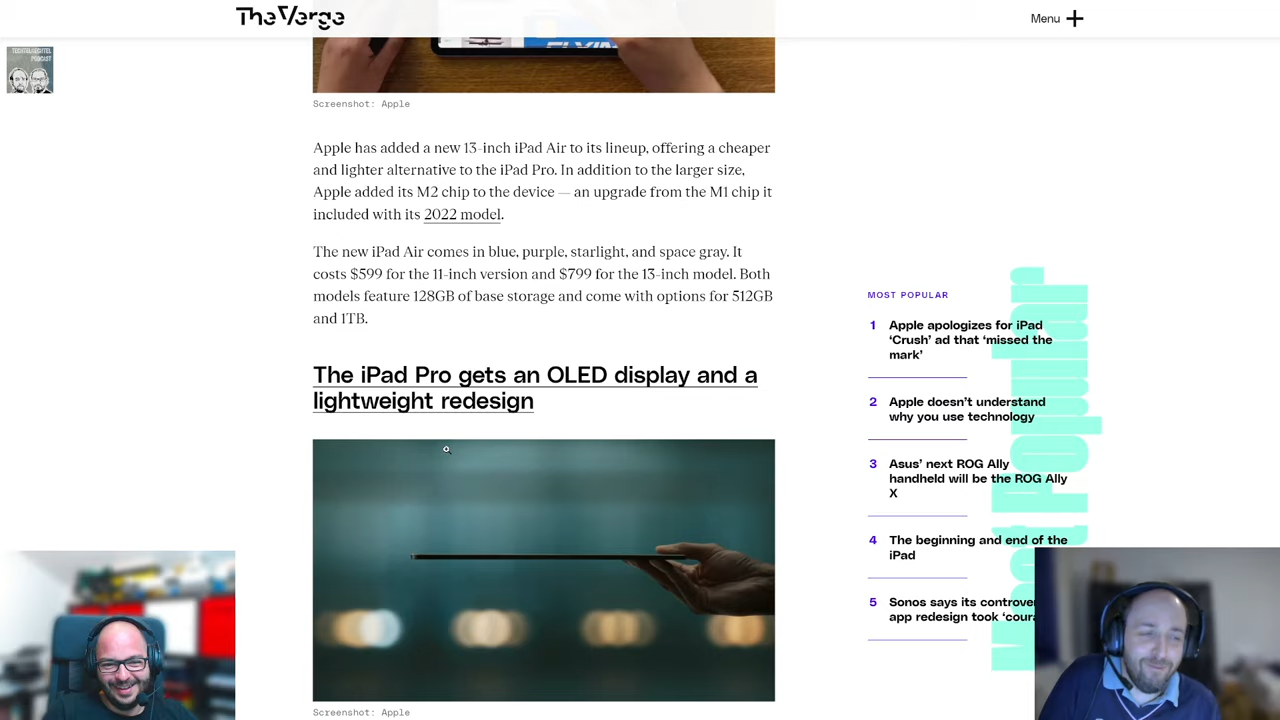 The Verge
Menu
TECHTELMECHTEL
PODCAST
Screenshot: Apple
Apple has added a new 13-inch iPad Air to its lineup, offering a cheaper
and lighter alternative to the iPad Pro. In addition to the larger size,
Apple added its M2 chip to the device — an upgrade from the M1 chip it
included with its 2022 model.
The new iPad Air comes in blue, purple, starlight, and space gray. It
costs $599 for the 11-inch version and $799 for the 13-inch model. Both
models feature 128GB of base storage and come with options for 512GB
and 1TB.
The iPad Pro gets an OLED display and a
lightweight redesign
Screenshot: Apple
MOST POPULAR
Most Popular
1 Apple apologizes for iPad
‘Crush’ ad that ‘missed the
mark’
2 Apple doesn’t understand
why you use technology
3 Asus’ next ROG Ally
handheld will be the ROG Ally
X
4 The beginning and end of the
iPad
5 Sonos says its controver
app redesign took ‘coura